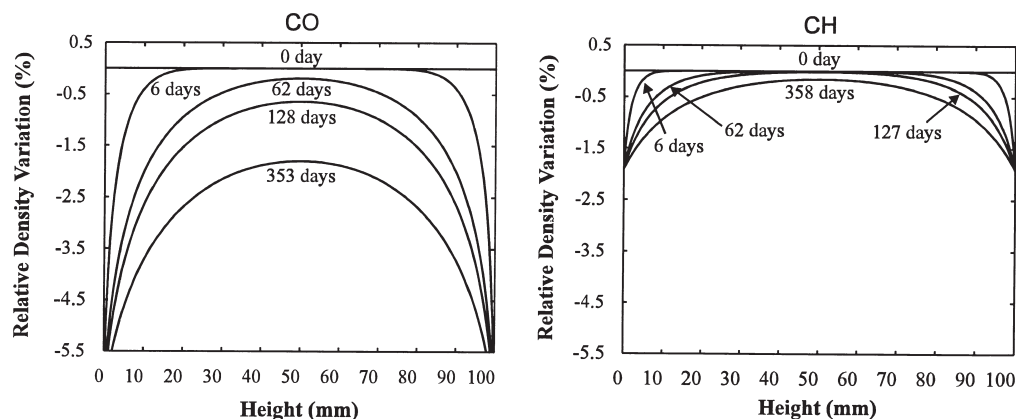 CO
Relative Density Variation (%)
0.5
-0.5
-1.5
-2.5
-3.5
-4.5
-5.5
0 day
6 days
62 days
128 days
353 days
0 10 20 30 40 50 60 70 80 90 100
Height (mm)
CH
Relative Density Variation (%)
0.5
-0.5
-1.5
-2.5
-3.5
-4.5
-5.5
0 day
358 days
62 days
127 days
6 days
0 10 20 30 40 50 60 70 80 90 100
Height (mm)